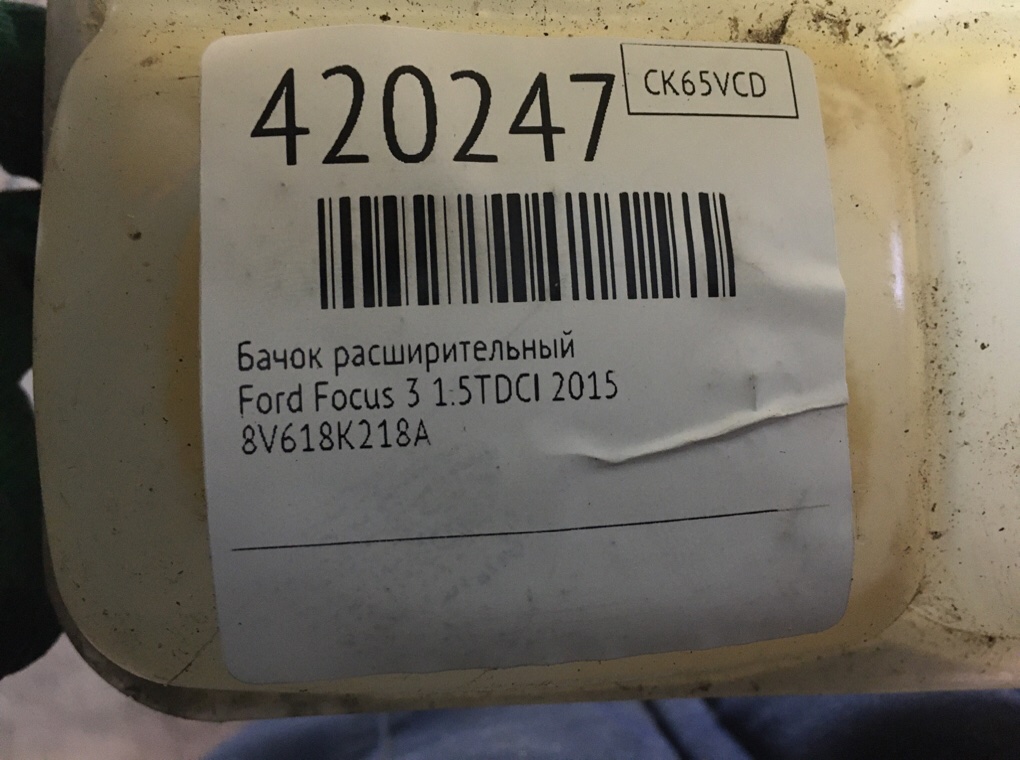 420247
CK65VCD
Бачок расширительный
Ford Focus 3 1.5TDCI 2015
8V618K218A